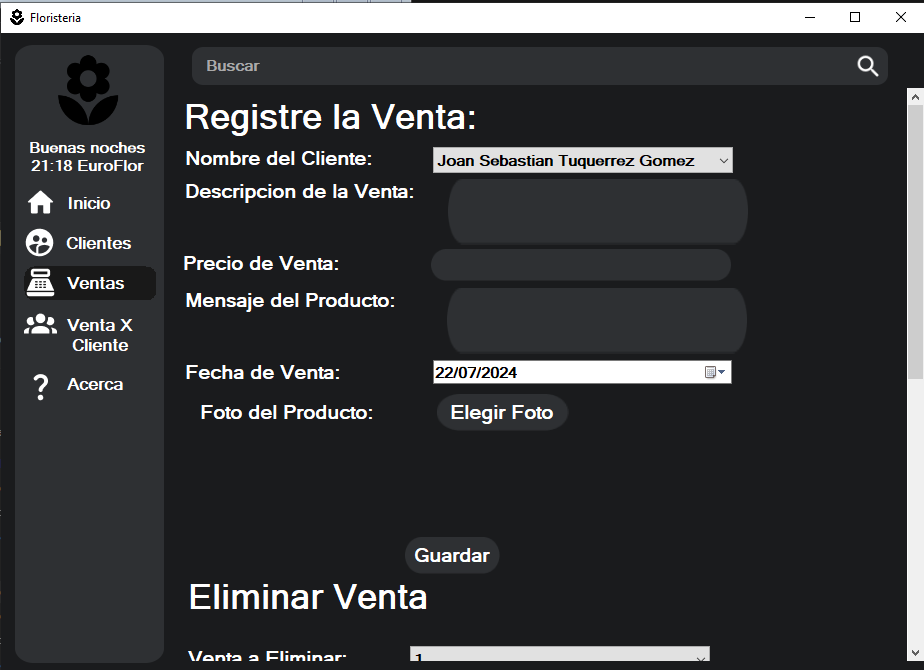 Floristeria
Buscar
Buenas noches
21:18 EuroFlor
Inicio
Clientes
Ventas
Venta X
Cliente
Acerca
Registre la Venta:
Nombre del Cliente:
Joan Sebastian Tuquerrez Gomez
Descripcion de la Venta:
Precio de Venta:
Mensaje del Producto:
Fecha de Venta:
22/07/2024
Foto del Producto:
Elegir Foto
Guardar
Eliminar Venta
Venta a Eliminar:
1